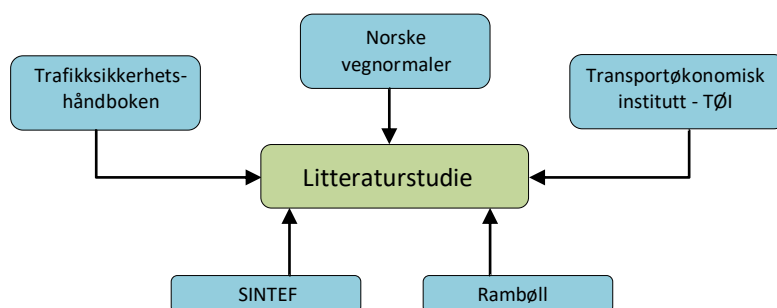 Norske
vegnormaler
Trafikksikkerhets-
håndboken
Transportøkonomisk
institutt - TØI
Litteraturstudie
SINTEF
Rambøll